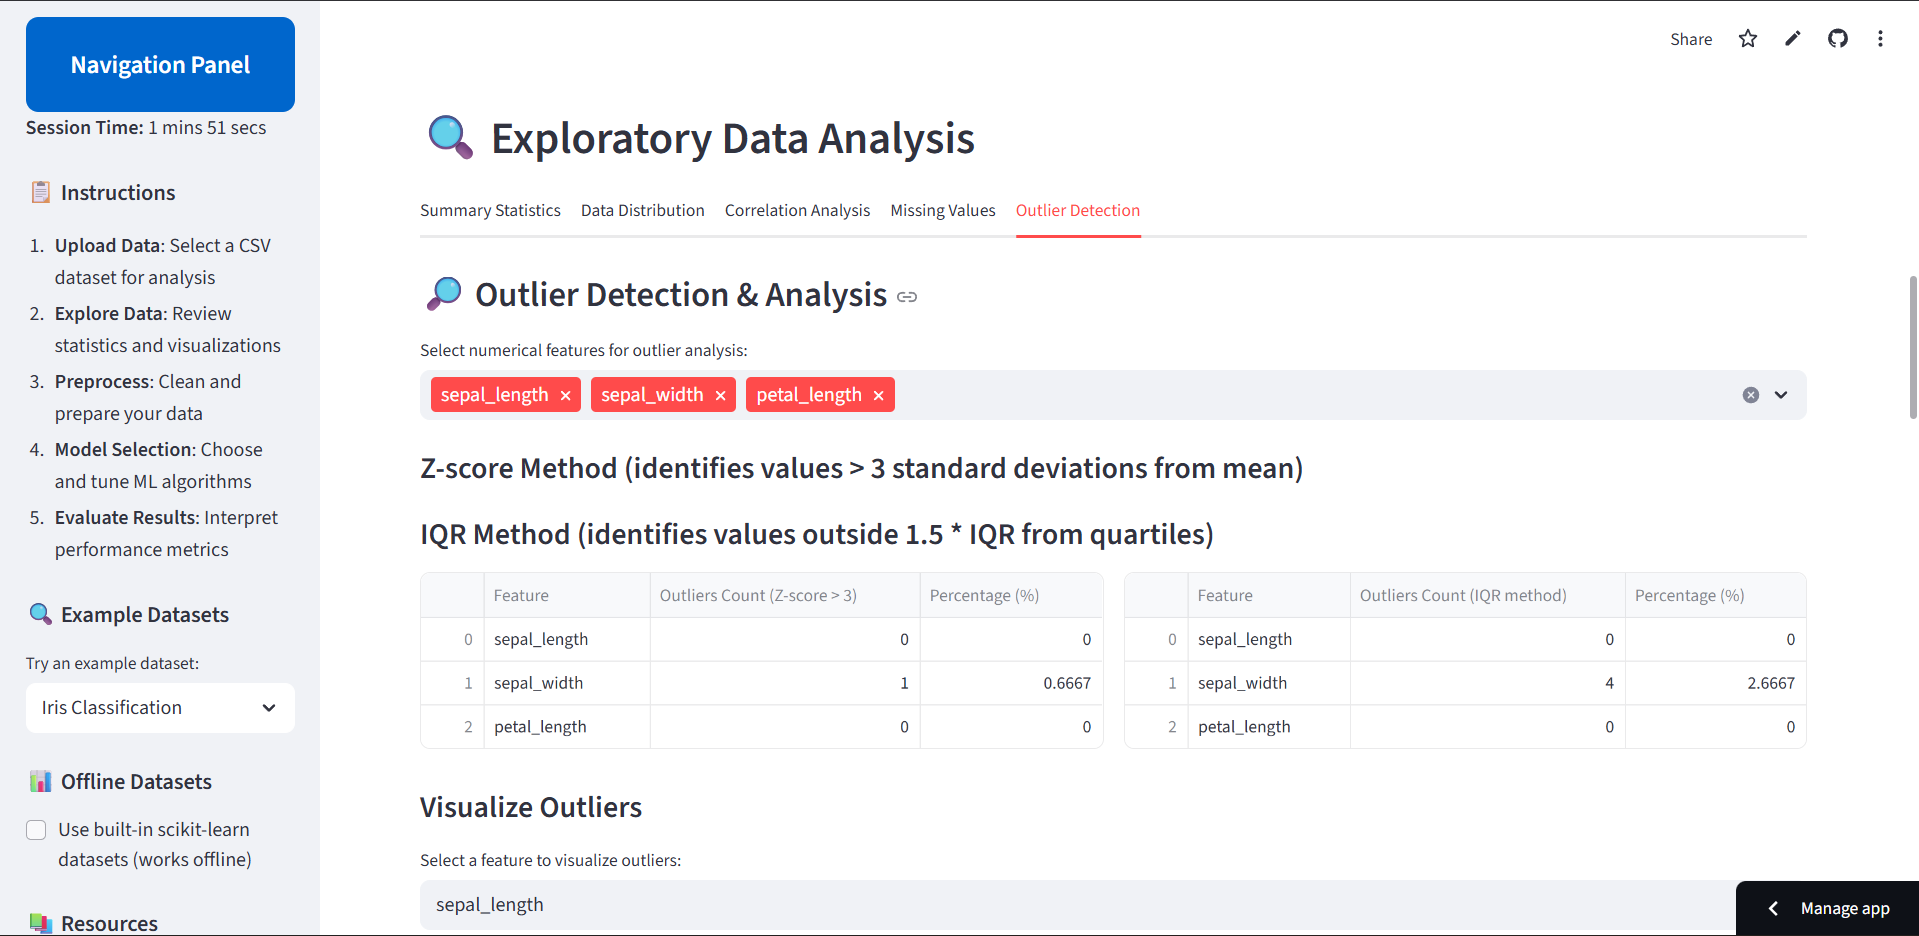 Navigation Panel
Session Time: 1 mins 51 secs
Instructions
1. Upload Data: Select a CSV
dataset for analysis
2. Explore Data: Review
statistics and visualizations
3. Preprocess: Clean and
prepare your data
4. Model Selection: Choose
and tune ML algorithms
5. Evaluate Results: Interpret
performance metrics
Example Datasets
Try an example dataset:
Iris Classification
Offline Datasets
Use built-in scikit-learn
datasets (works offline)
Resources
Share
Exploratory Data Analysis
Summary Statistics Data Distribution Correlation Analysis Missing Values Outlier Detection
Outlier Detection & Analysis
Select numerical features for outlier analysis:
sepal_length × sepal_width × petal_length ×
Z-score Method (identifies values > 3 standard deviations from mean)
IQR Method (identifies values outside 1.5 * IQR from quartiles)
Feature Outliers Count (Z-score > 3) Percentage (%)
0 sepal_length 0 0
1 sepal_width 1 0.6667
2 petal_length 0 0
Feature Outliers Count (IQR method) Percentage (%)
0 sepal_length 0 0
1 sepal_width 4 2.6667
2 petal_length 0 0
Visualize Outliers
Select a feature to visualize outliers:
sepal_length
Manage app